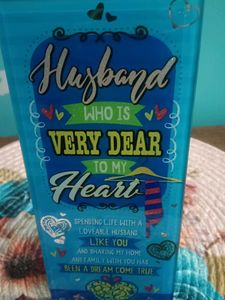 Husband
WHO IS
VERY DEAR
TO MY
Heart
SPENDING LIFE WITH A
LOVEABLE HUSBAND
LIKE YOU
AND SHARING MY HOME
AND FAMILY WITH YOU HAS
BEEN A DREAM COME TRUE